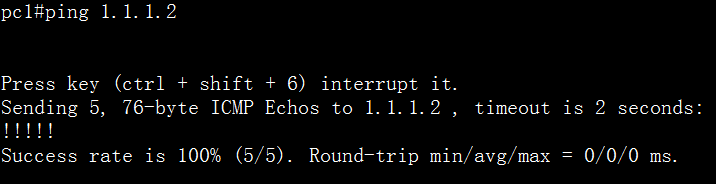 pc1#ping 1.1.1.2
Press key (ctrl + shift + 6) interrupt it.
Sending 5, 76-byte ICMP Echos to 1.1.1.2 , timeout is 2 seconds:
!!!!!
Success rate is 100% (5/5). Round-trip min/avg/max = 0/0/0 ms.